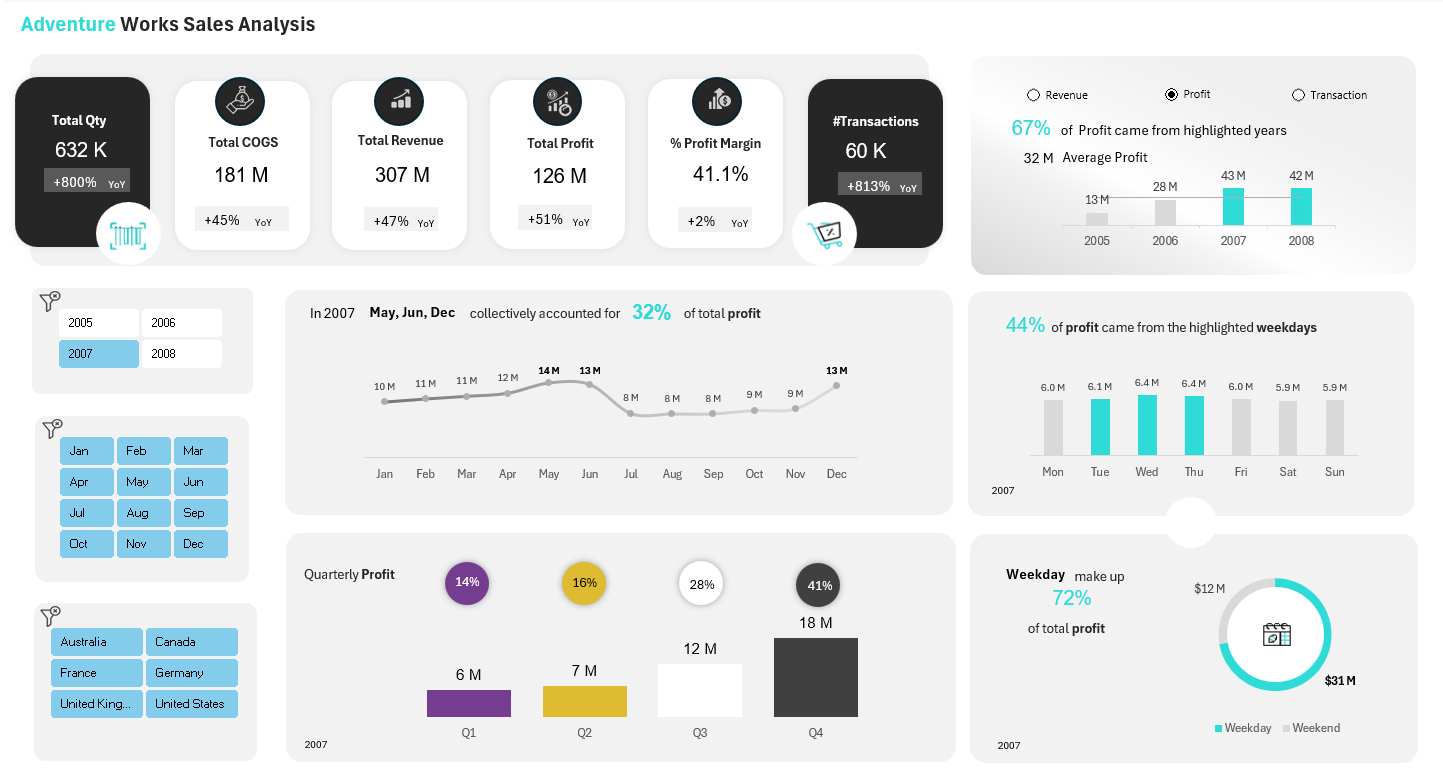 Adventure Works Sales Analysis
Total Qty
632 K
+800% YoY
Total COGS
181 M
+45% YoY
Total Revenue
307 M
+47% YoY
Total Profit
126 M
+51% YoY
% Profit Margin
41.1%
+2% YoY
#Transactions
60 K
+813% YoY
Revenue Profit Transaction
67% of Profit came from highlighted years
32 M Average Profit
13 M 28 M 43 M 42 M
2005 2006 2007 2008
2005 2006
2007 2008
Jan Feb Mar
Apr May Jun
Jul Aug Sep
Oct Nov Dec
Australia Canada
France Germany
United King... United States
In 2007 May, Jun, Dec collectively accounted for 32% of total profit
10 M 11 M 11 M 12 M 14 M 13 M 8 M 8 M 8 M 9 M 9 M 13 M
Jan Feb Mar Apr May Jun Jul Aug Sep Oct Nov Dec
44% of profit came from the highlighted weekdays
6.0 M 6.1 M 6.4 M 6.4 M 6.0 M 5.9 M 5.9 M
Mon Tue Wed Thu Fri Sat Sun
2007
Quarterly Profit
14% 16% 28% 41%
6 M 7 M 12 M 18 M
Q1 Q2 Q3 Q4
2007
Weekday make up
72%
of total profit
$12 M
$31 M
Weekday Weekend
2007